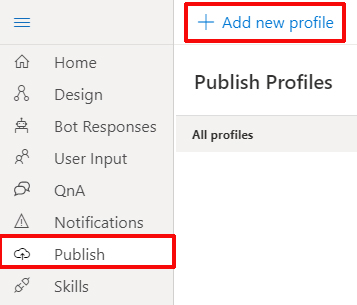 Add new profile
Home
Design
Bot Responses
User Input
QnA
Notifications
Publish
Skills
Publish Profiles
All profiles